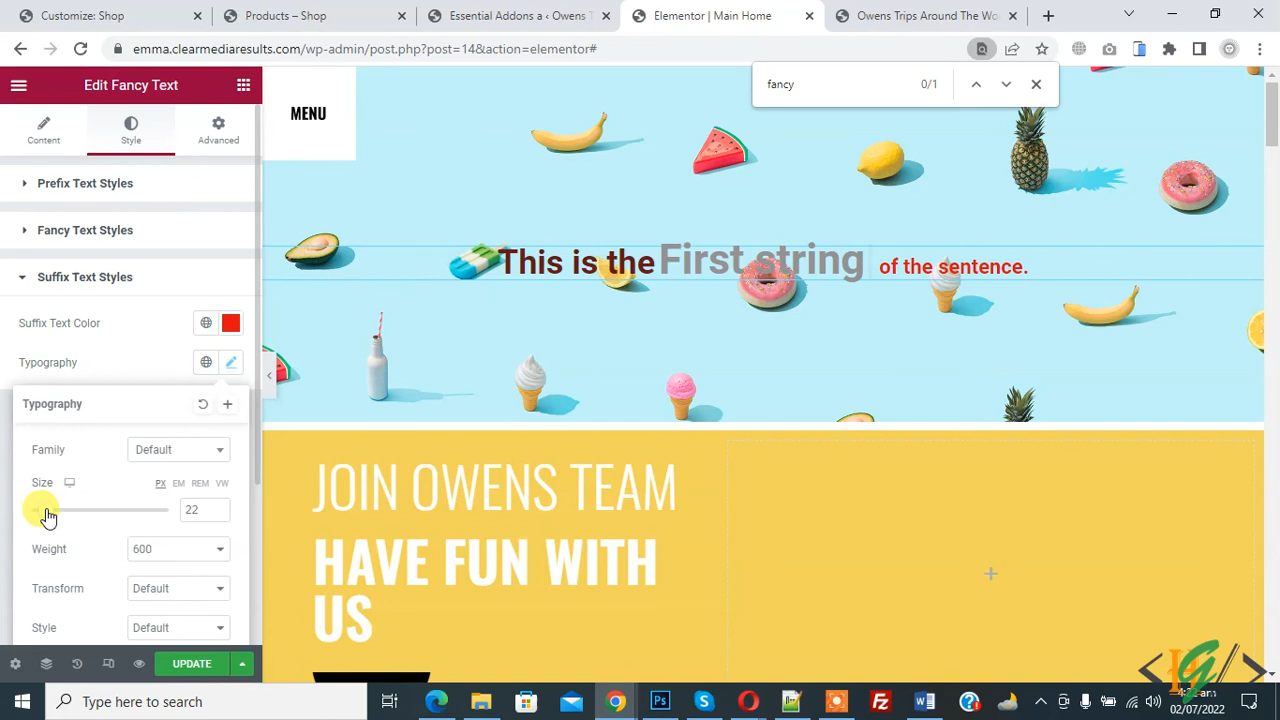 Customize: Shop
Products – Shop
Essential Addons a ‹ Owens T
Elementor | Main Home
Owens Trips Around The Wo
emma.clearmediaresults.com/wp-admin/post.php?post=14&action=elementor#
fancy
0/1
Edit Fancy Text
Content
Style
Advanced
Prefix Text Styles
Fancy Text Styles
Suffix Text Styles
Suffix Text Color
Typography
Typography
Family
Default
Size
PX EM REM VW
22
Weight
600
Transform
Default
Style
Default
UPDATE
MENU
This is the First string of the sentence.
JOIN OWENS TEAM
HAVE FUN WITH
US
Type here to search
02/07/2022